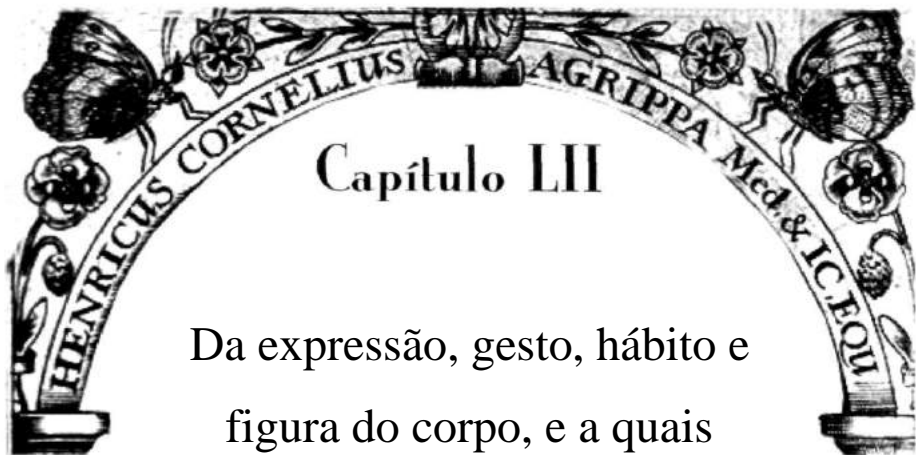 HENRICUS CORNELIUS AGRIPPA Med. & IC. EQU
Capítulo LII
Da expressão, gesto, hábito e
figura do corpo, e a quais